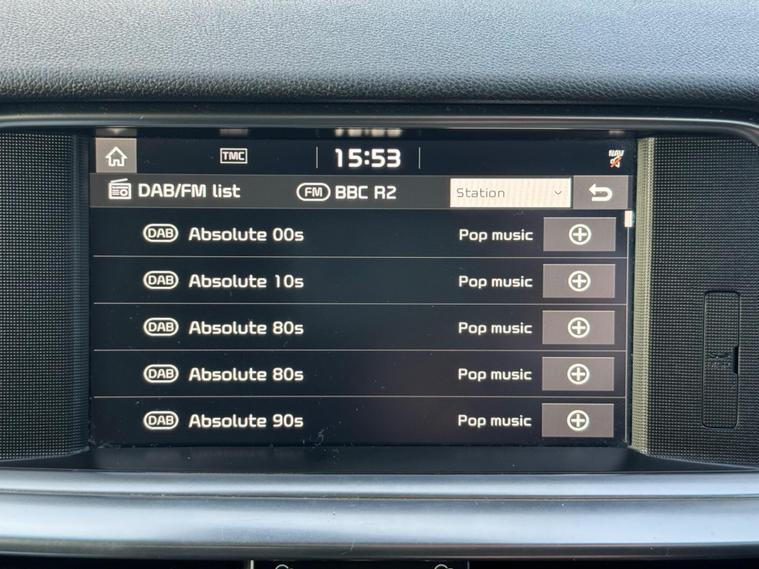 TMC 15:53 NAV
DAB/FM list FM BBC R2 Station
DAB Absolute 00s Pop music
DAB Absolute 10s Pop music
DAB Absolute 80s Pop music
DAB Absolute 80s Pop music
DAB Absolute 90s Pop music